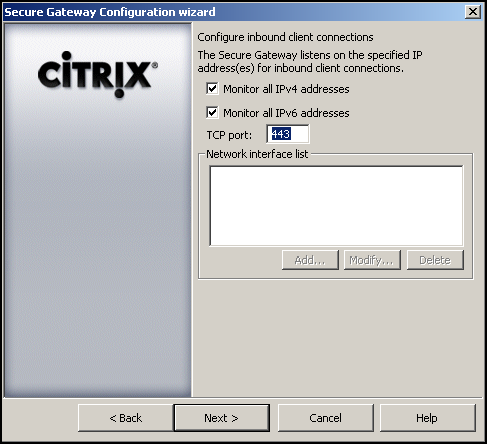 Secure Gateway Configuration wizard
CiTRIX®
Configure inbound client connections
The Secure Gateway listens on the specified IP
address(es) for inbound client connections.
Monitor all IPv4 addresses
Monitor all IPv6 addresses
TCP port: 443
Network interface list
Add... Modify... Delete
< Back Next > Cancel Help